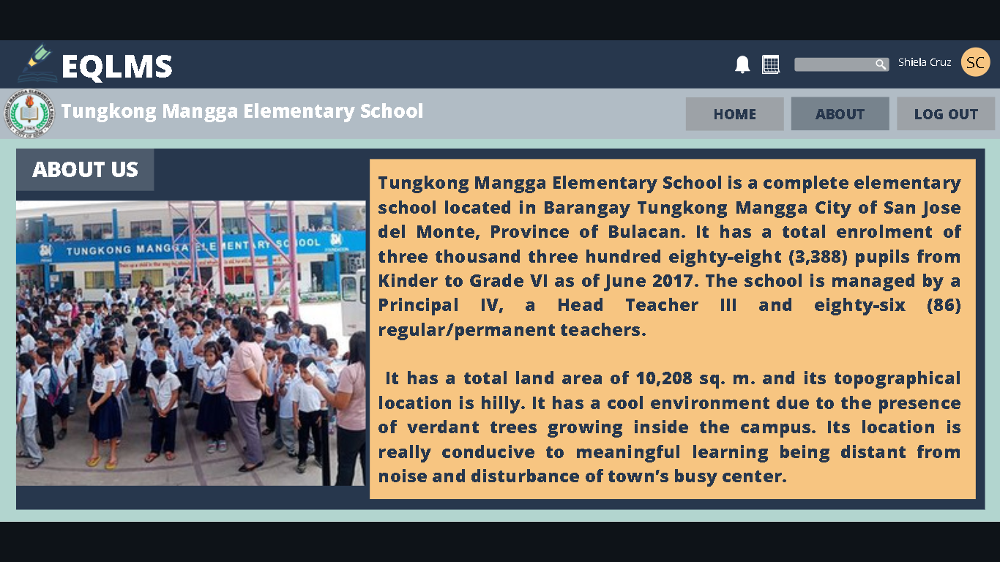 EQLMS
Shiela Cruz
SC
Tungkong Mangga Elementary School
HOME
ABOUT
LOG OUT
ABOUT US
TUNGKONG MANGGA ELEMENTARY SCHOOL
SM
FOUNDATION
Tungkong Mangga Elementary School is a complete elementary
school located in Barangay Tungkong Mangga City of San Jose
del Monte, Province of Bulacan. It has a total enrolment of
three thousand three hundred eighty-eight (3,388) pupils from
Kinder to Grade VI as of June 2017. The school is managed by a
Principal IV, a Head Teacher III and eighty-six (86)
regular/permanent teachers.
It has a total land area of 10,208 sq. m. and its topographical
location is hilly. It has a cool environment due to the presence
of verdant trees growing inside the campus. Its location is
really conducive to meaningful learning being distant from
noise and disturbance of town's busy center.